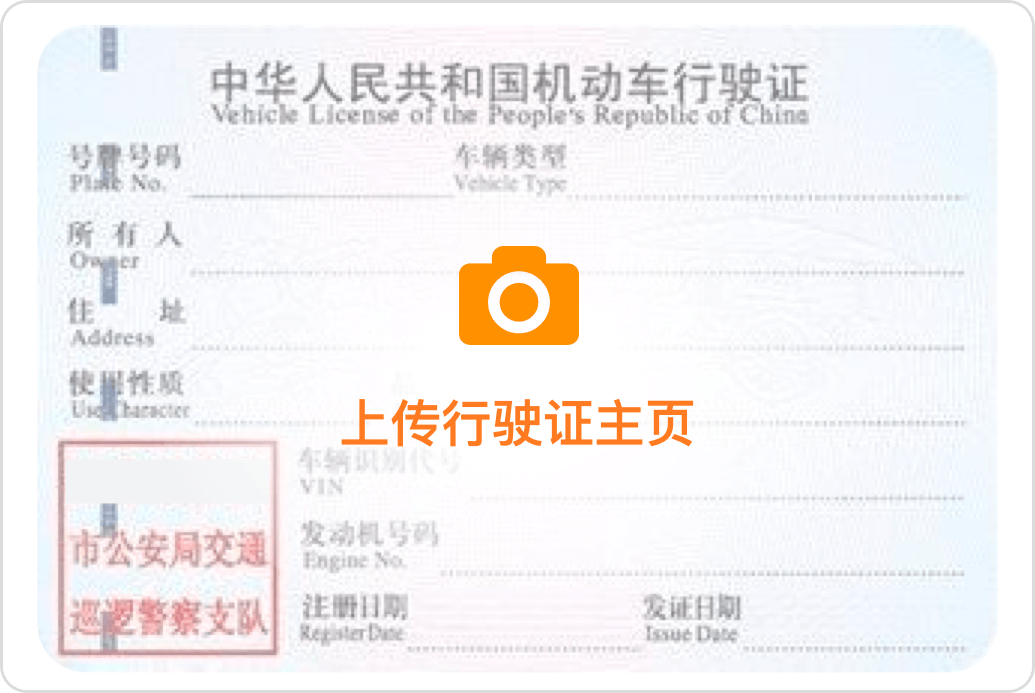 中华人民共和国机动车行驶证
Vehicle License of the People's Republic of China
号牌号码 车辆类型
Plate No. Vehicle Type
所有人
Owner
住址
Address
使用性质
Use Character
上传行驶证主页
车辆识别代号
VIN
市公安局交通
巡逻警察支队
发动机号码
Engine No.
注册日期 发证日期
Register Date Issue Date